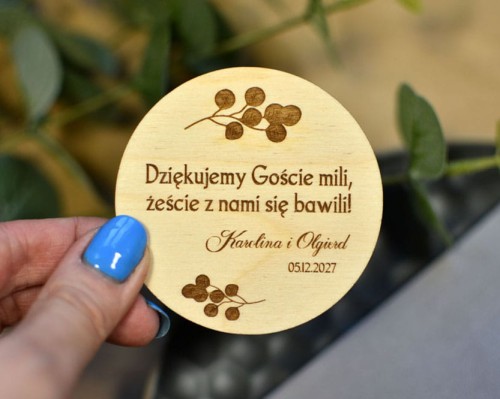 Dziękujemy Goście mili,
żeście z nami się bawili!
Karolina i Olgierd
05.12.2027